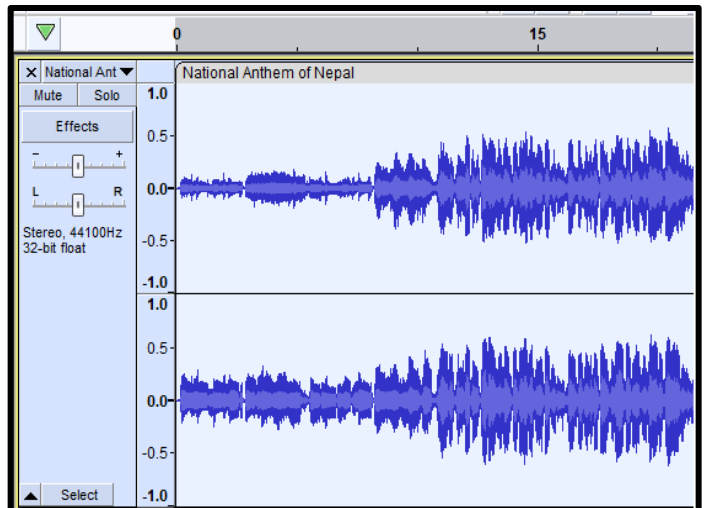 0 15
National Ant
National Anthem of Nepal
Mute Solo
Effects
- +
L R
Stereo, 44100Hz
32-bit float
Select
1.0
0.5-
0.0-
-0.5-
-1.0
1.0
0.5-
0.0-
-0.5-
-1.0